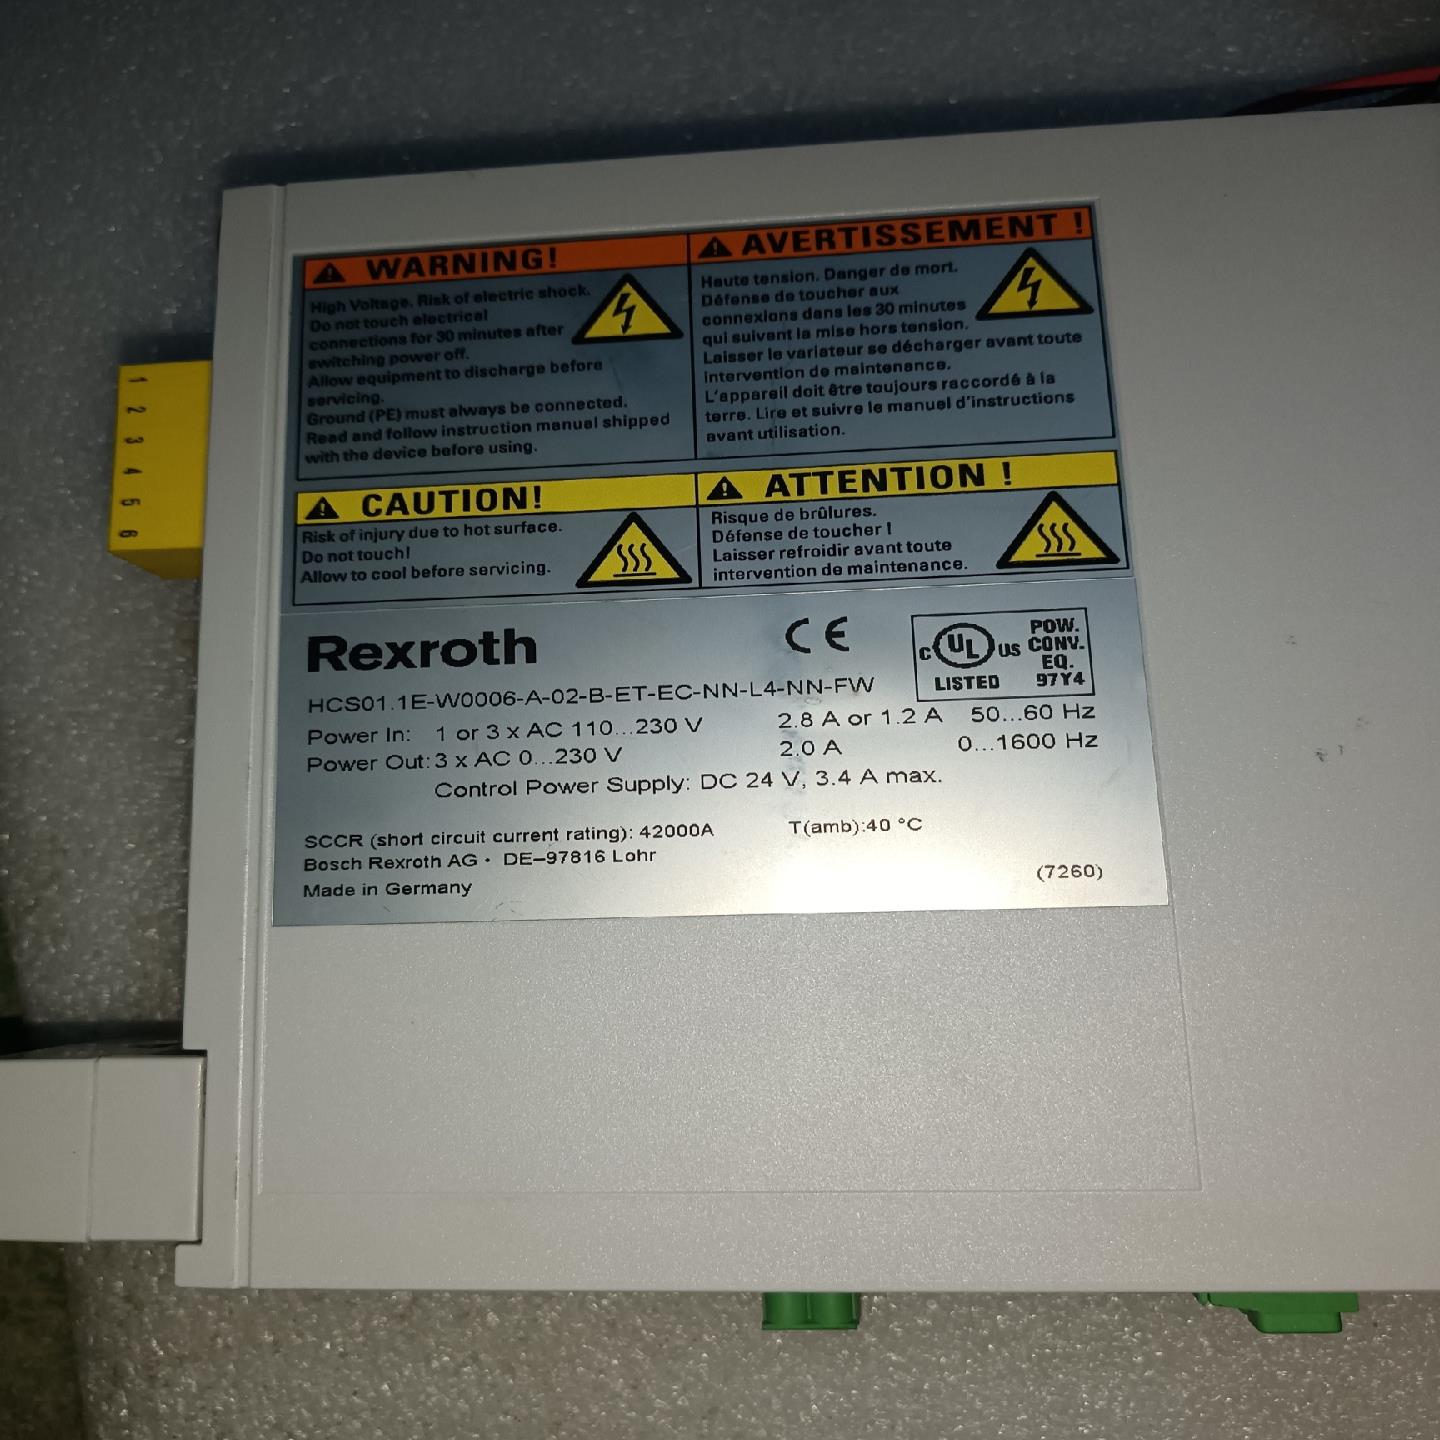 WARNING!
High Voltage. Risk of electric shock.
Do not touch electrical
connections for 30 minutes after
switching power off.
Allow equipment to discharge before
servicing.
Ground (PE) must always be connected.
Read and follow instruction manual shipped
with the device before using.
AVERTISSEMENT !
Haute tension. Danger de mort.
Défense de toucher aux
connexions dans les 30 minutes
qui suivent la mise hors tension.
Laisser le variateur se décharger avant toute
intervention de maintenance.
L'appareil doit être toujours raccordé à la
terre. Lire et suivre le manuel d'instructions
avant utilisation.
CAUTION!
Risk of injury due to hot surface.
Do not touch!
Allow to cool before servicing.
ATTENTION !
Risque de brûlures.
Défense de toucher !
Laisser refroidir avant toute
intervention de maintenance.
Rexroth
CE
C UL US
LISTED
POW.
CONV.
EQ.
97Y4
HCS01.1E-W0006-A-02-B-ET-EC-NN-L4-NN-FW
Power In: 1 or 3 x AC 110...230 V 2.8 A or 1.2 A 50...60 Hz
Power Out: 3 x AC 0...230 V 2.0 A 0...1600 Hz
Control Power Supply: DC 24 V, 3.4 A max.
SCCR (short circuit current rating): 42000A T(amb):40 °C
Bosch Rexroth AG · DE-97816 Lohr
Made in Germany (7260)
1
2
3
4
5
6